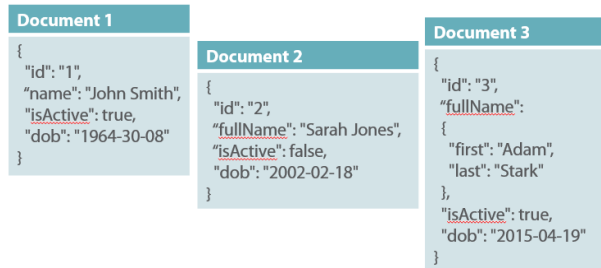 Document 1
{
"id": "1",
“name": "John Smith",
"isActive": true,
"dob": "1964-30-08"
}
Document 2
{
"id": "2",
“fullName": "Sarah Jones",
“isActive": false,
"dob": "2002-02-18"
}
Document 3
{
"id": "3",
“fullName":
{
"first": "Adam",
"last": "Stark"
},
"isActive": true,
"dob": "2015-04-19"
}